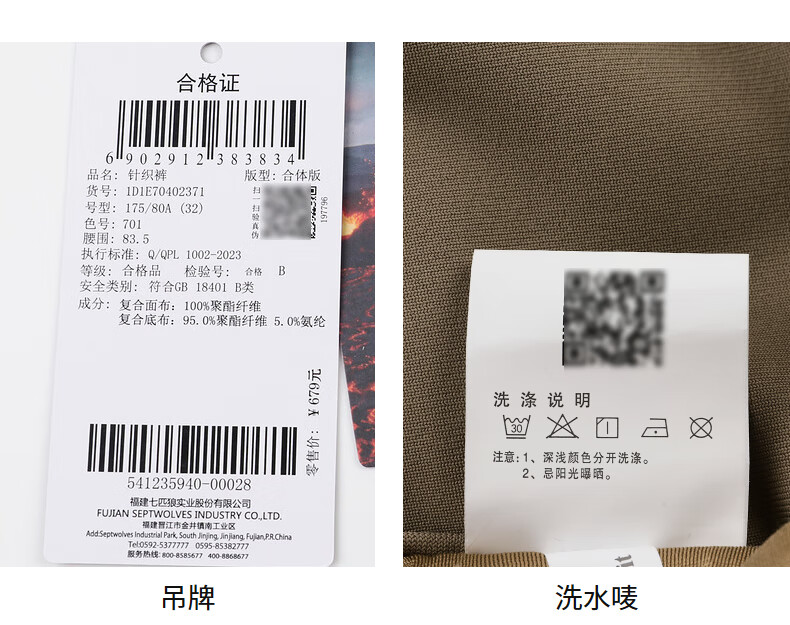 合格证
6 902912 383834
品名: 针织裤 版型: 合体版
货号: 1D1E70402371
号型: 175/80A (32)
色号: 701
腰围: 83.5
扫一扫验真伪
197796
执行标准: Q/QPL 1002-2023
等级: 合格品 检验号: 合格 B
安全类别: 符合GB 18401 B类
成分: 复合面布: 100%聚酯纤维
复合底布: 95.0%聚酯纤维 5.0%氨纶
零售价: ¥679元
541235940-00028
福建七匹狼实业股份有限公司
FUJIAN SEPTWOLVES INDUSTRY CO.,LTD.
福建晋江市金井镇南工业区
Add:Septwolves Industrial Park, South Jinjing, Jinjiang, Fujian,P.R.China
Tel:0592-5377777 0595-85382777
服务热线: 800-8585677 400-8868677
吊牌
洗涤说明
30
注意: 1、深浅颜色分开洗涤。
2、忌阳光曝晒。
洗水唛